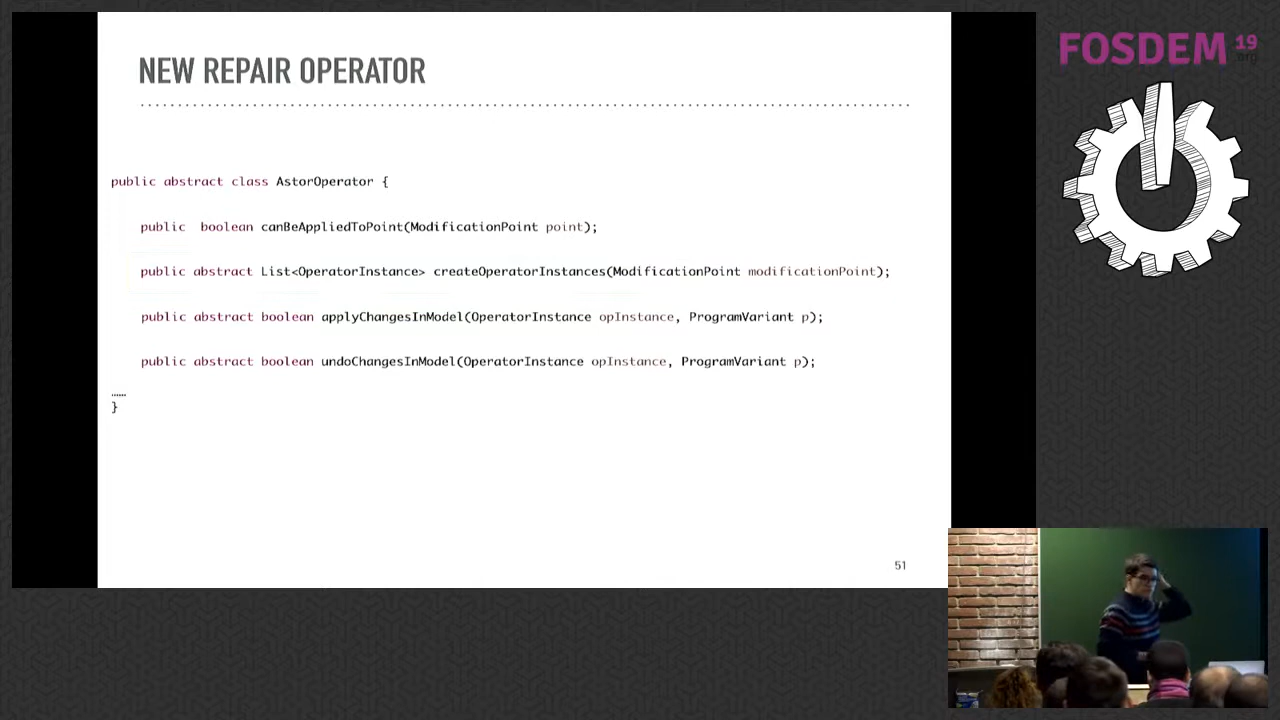 NEW REPAIR OPERATOR
public abstract class AstorOperator {
public  boolean canBeAppliedToPoint(ModificationPoint point);
public abstract List<OperatorInstance> createOperatorInstances(ModificationPoint modificationPoint);
public abstract boolean applyChangesInModel(OperatorInstance opInstance, ProgramVariant p);
public abstract boolean undoChangesInModel(OperatorInstance opInstance, ProgramVariant p);
……
}
51
FOSDEM 19
.org